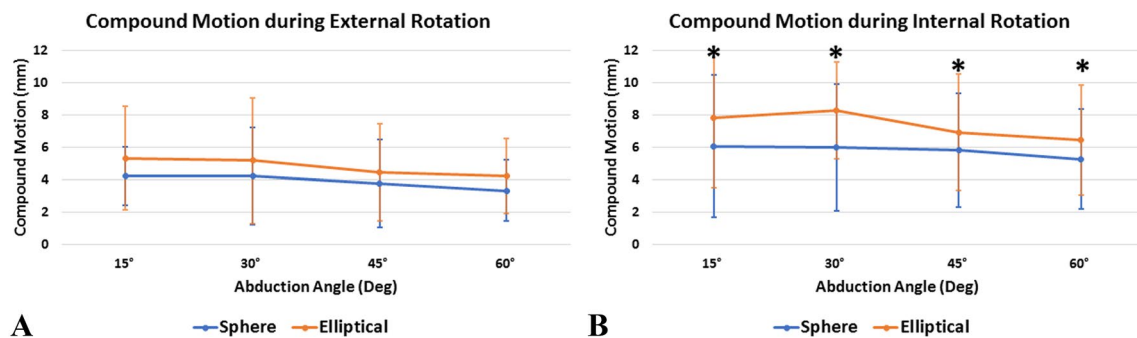 Compound Motion during External Rotation
Compound Motion (mm)
12
10
8
6
4
2
0
15° 30° 45° 60°
Abduction Angle (Deg)
A
Sphere Elliptical
Compound Motion during Internal Rotation
Compound Motion (mm)
12
10
8
6
4
2
0
* * * *
15° 30° 45° 60°
Abduction Angle (Deg)
B
Sphere Elliptical